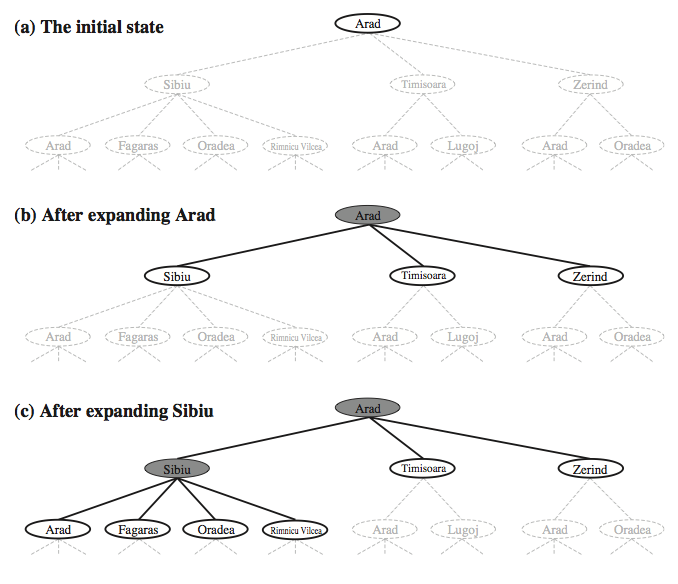 (a) The initial state
Arad
Sibiu Timisoara Zerind
Arad Fagaras Oradea Rimnicu Vilcea Arad Lugoj Arad Oradea
(b) After expanding Arad
Arad
Sibiu Timisoara Zerind
Arad Fagaras Oradea Rimnicu Vilcea Arad Lugoj Arad Oradea
(c) After expanding Sibiu
Arad
Sibiu Timisoara Zerind
Arad Fagaras Oradea Rimnicu Vilcea Arad Lugoj Arad Oradea